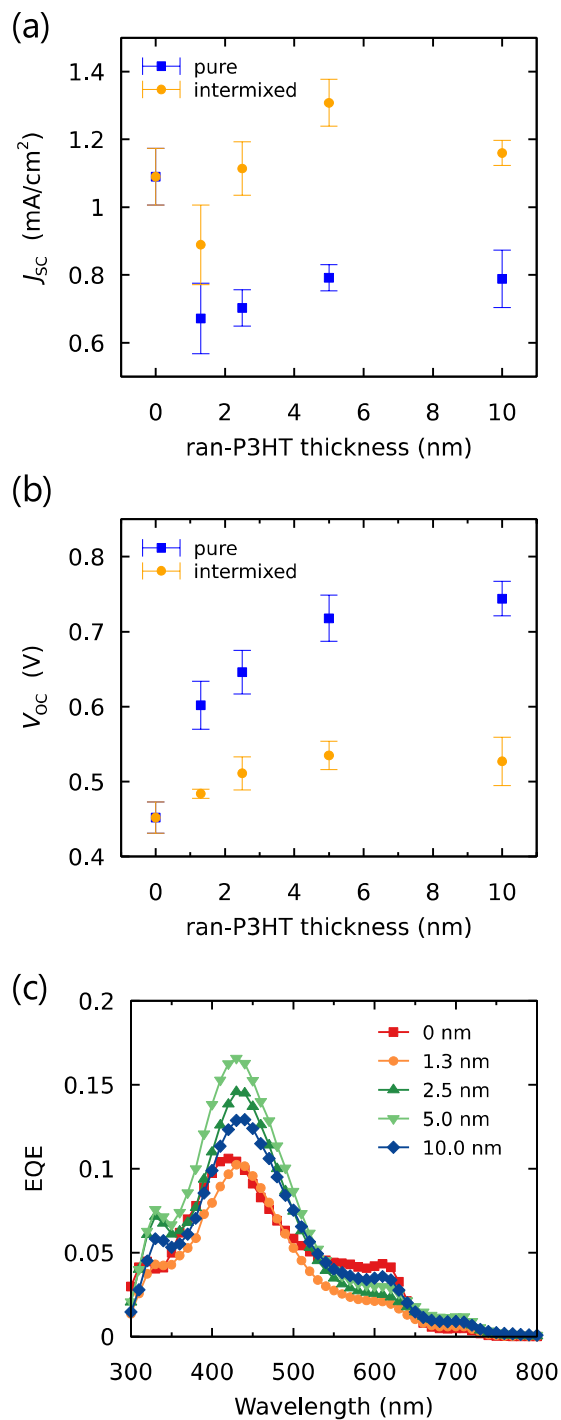 (a)
pure
intermixed
1.4
1.2
1
0.8
0.6
J_SC (mA/cm²)
0 2 4 6 8 10
ran-P3HT thickness (nm)
(b)
pure
intermixed
0.8
0.7
0.6
0.5
0.4
V_OC (V)
0 2 4 6 8 10
ran-P3HT thickness (nm)
(c)
0 nm
1.3 nm
2.5 nm
5.0 nm
10.0 nm
0.2
0.15
0.1
0.05
0
EQE
300 400 500 600 700 800
Wavelength (nm)